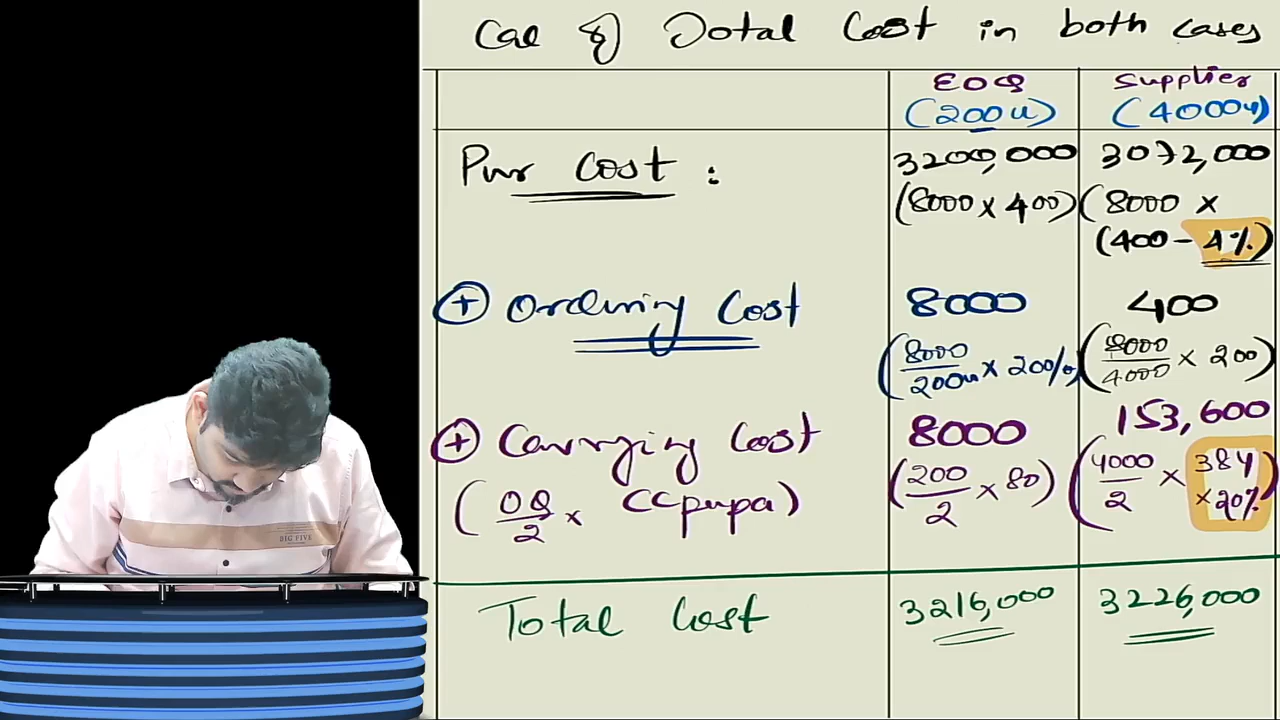 Cal of Total Cost in both cases
EOQ Supplier
(200u) (4000u)
Pur Cost : 3200,000 3072,000
(8000 x 400) (8000 x
(400 - 4%)
+ Ordering Cost 8000 400
(8000/200u x 200/o) (8000/4000 x 200)
+ Carrying Cost 8000 153,600
(OQ/2 x CCpupa) (200/2 x 80) (4000/2 x 384 x 20%)
Total Cost 3216,000 3226,000
BIG FIVE